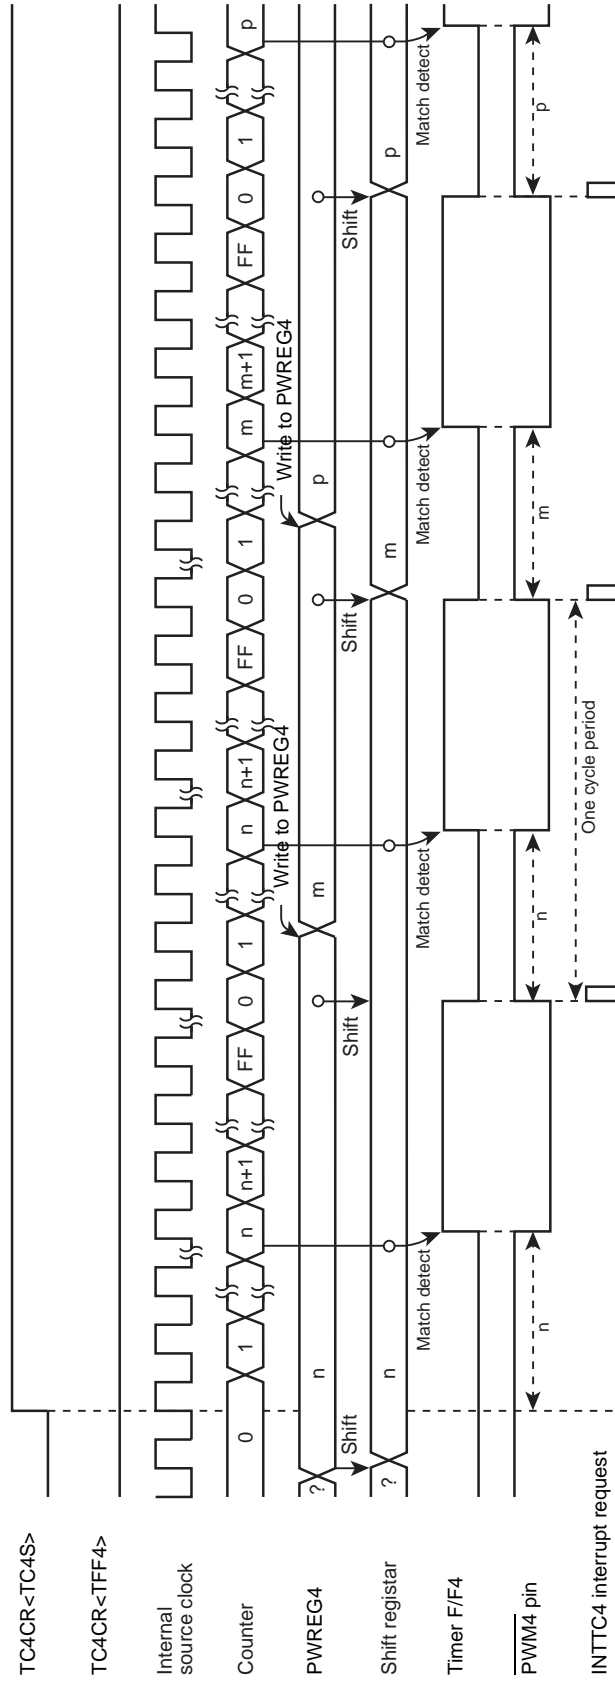 TC4CR<TC4S>
TC4CR<TFF4>
Internal
source clock
Counter
0
1
n
n+1
FF
0
1
n
n+1
FF
0
1
m
m+1
FF
0
1
p
Write to PWREG4
Write to PWREG4
PWREG4
?
n
m
p
Shift
Shift
Shift
Shift
Shift registar
?
n
m
p
Match detect
Match detect
Match detect
Match detect
Timer F/F4
PWM4 pin
n
n
m
p
One cycle period
INTTC4 interrupt request